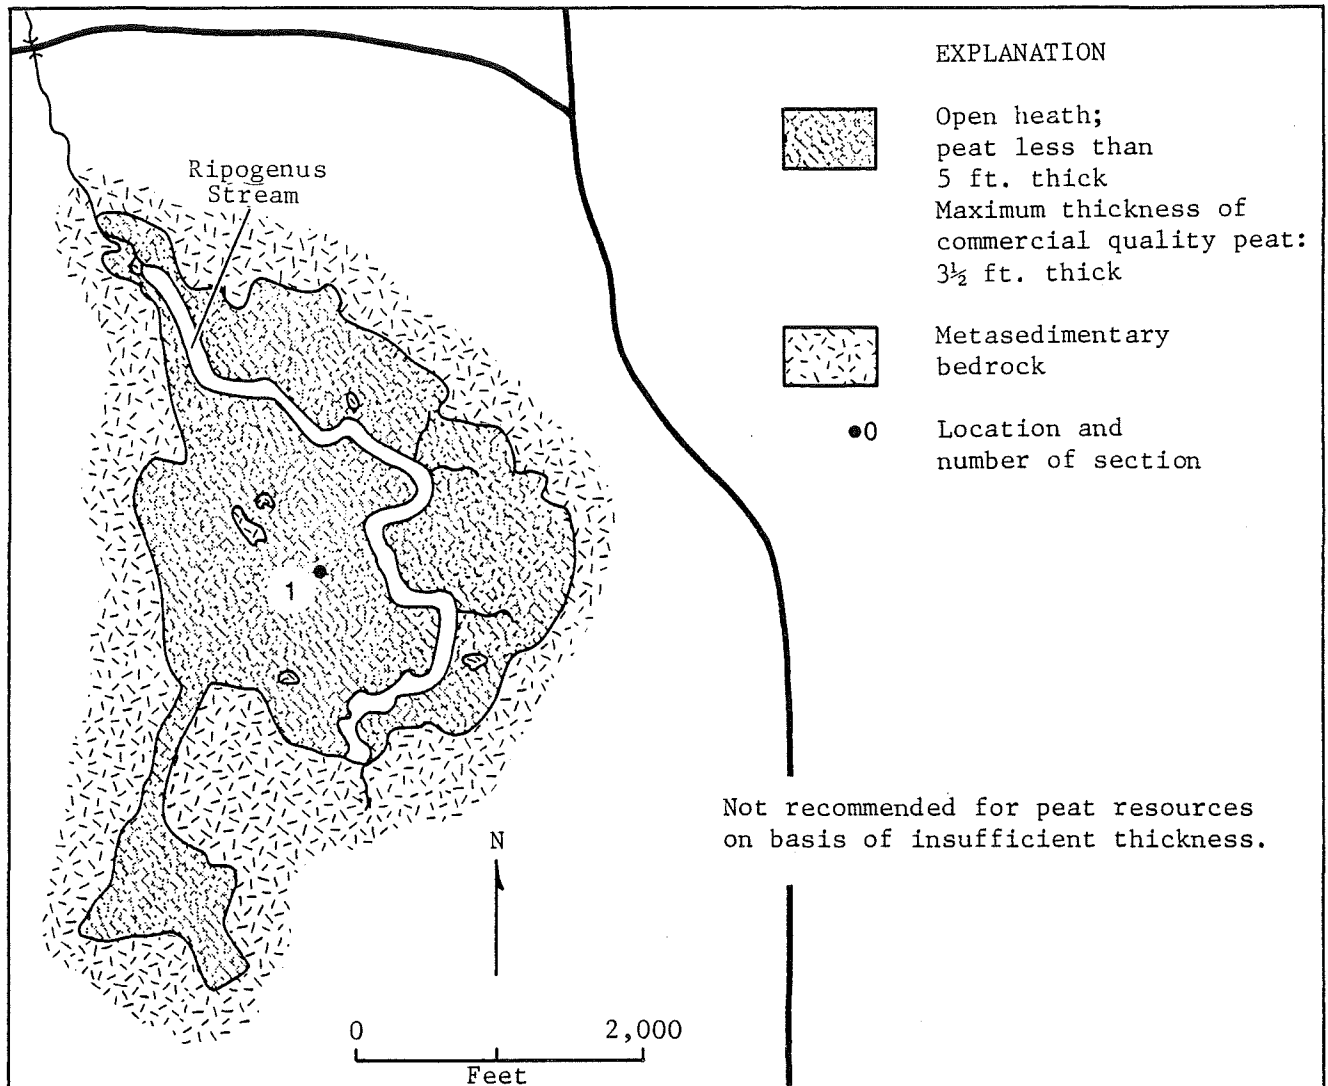 EXPLANATION
Open heath;
peat less than
5 ft. thick
Maximum thickness of
commercial quality peat:
3½ ft. thick
Metasedimentary
bedrock
●0 Location and
number of section
Ripogenus
Stream
1
Not recommended for peat resources
on basis of insufficient thickness.
N
0 2,000
Feet